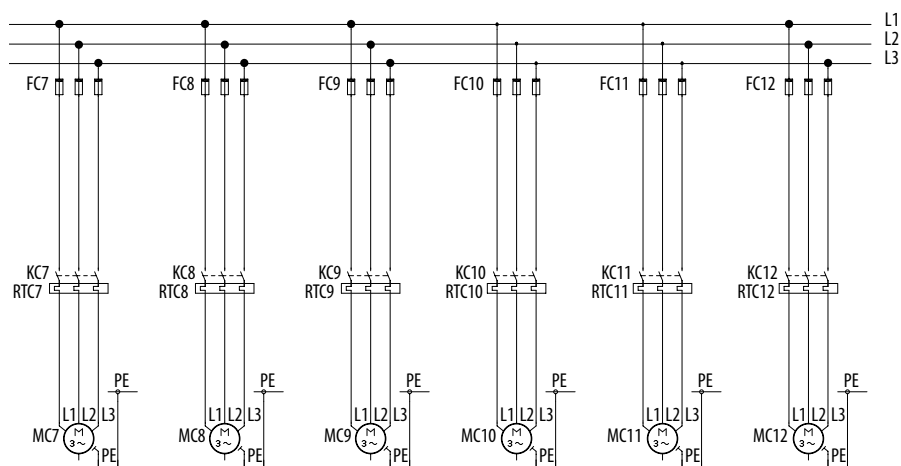 L1
L2
L3
FC7 FC8 FC9 FC10 FC11 FC12
KC7 KC8 KC9 KC10 KC11 KC12
RTC7 RTC8 RTC9 RTC10 RTC11 RTC12
PE PE PE PE PE PE
L1 L2 L3 L1 L2 L3 L1 L2 L3 L1 L2 L3 L1 L2 L3 L1 L2 L3
MC7 M MC8 M MC9 M MC10 M MC11 M MC12 M
3~ 3~ 3~ 3~ 3~ 3~
PE PE PE PE PE PE